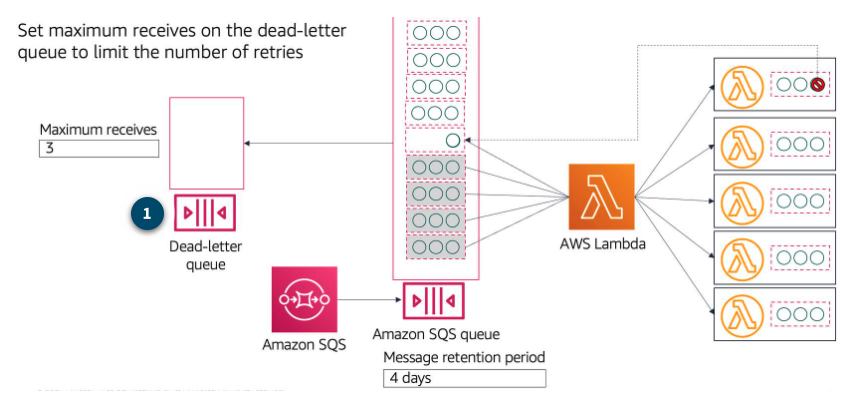 Set maximum receives on the dead-letter
queue to limit the number of retries
Maximum receives
3
1
Dead-letter
queue
Amazon SQS
Amazon SQS queue
Message retention period
4 days
AWS Lambda